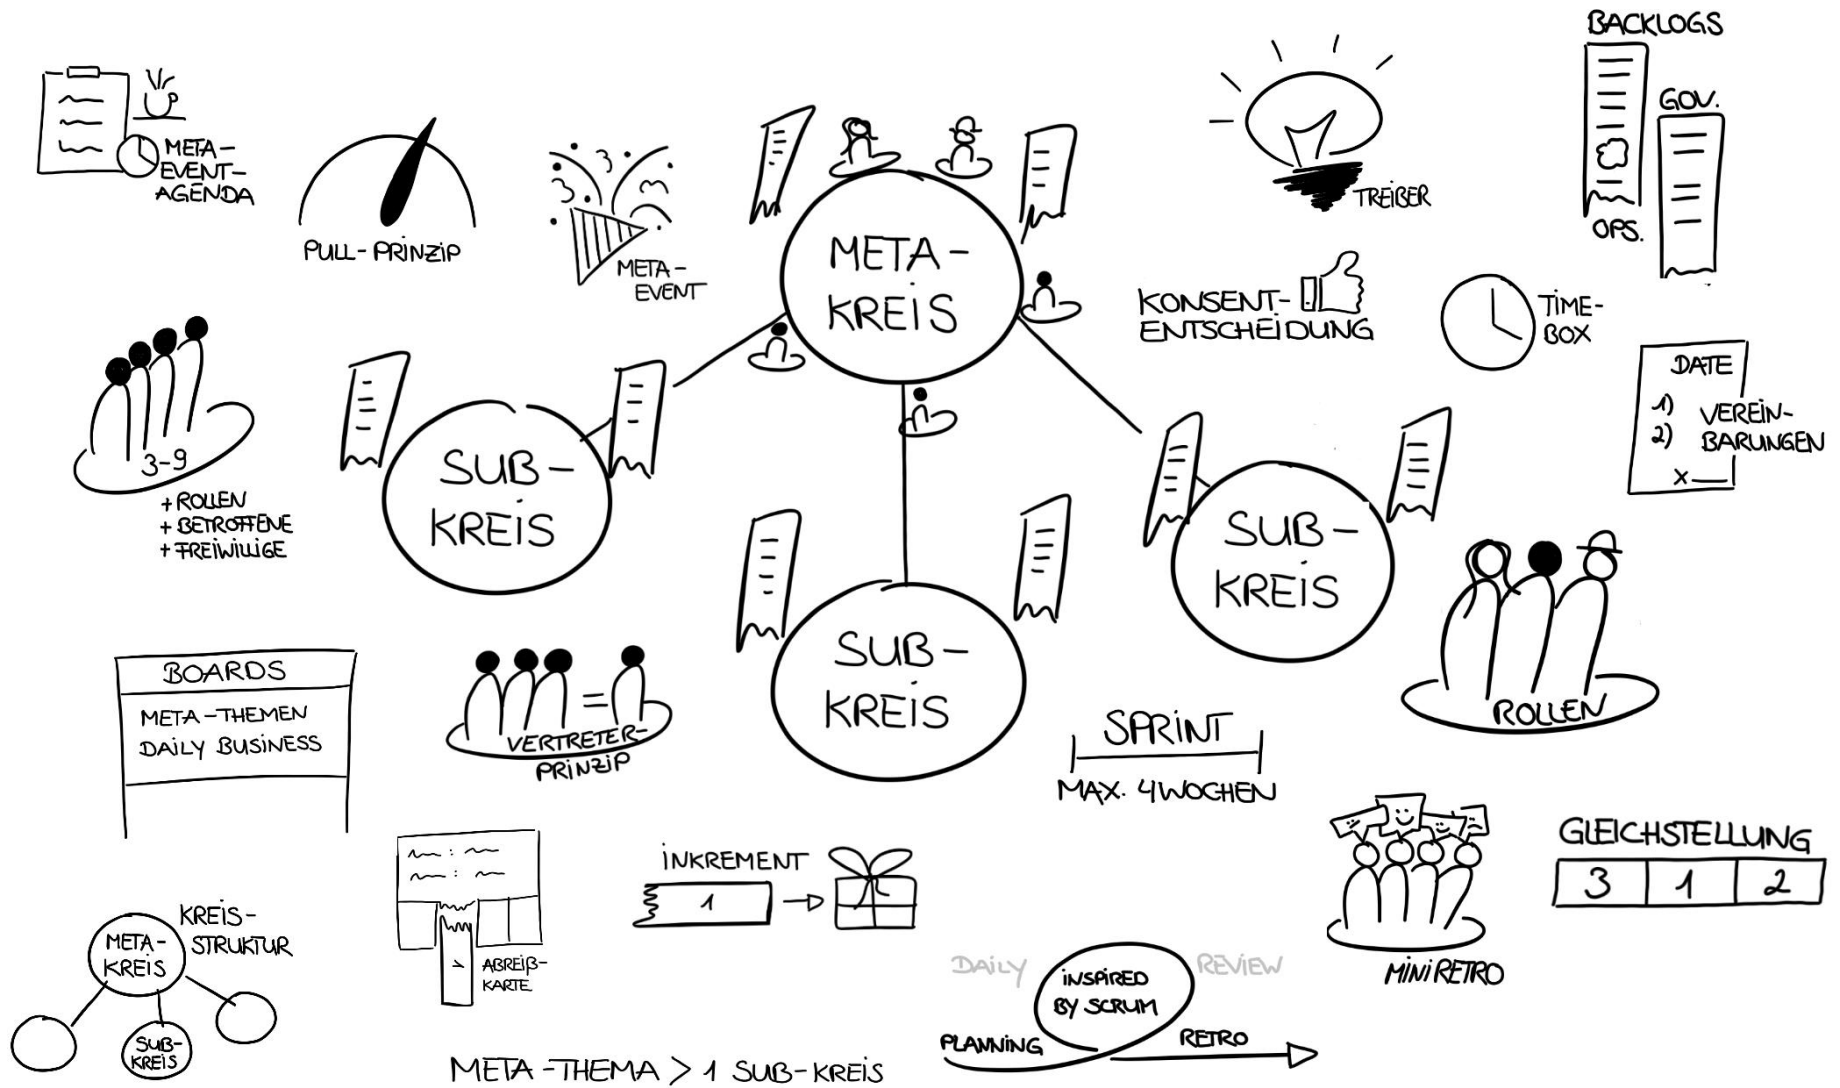 BACKLOGS
GOV.
OPS.
META-
EVENT-
AGENDA
PULL-PRINZIP
META-
EVENT
META-
KREIS
TREIBER
KONSENT-
ENTSCHEIDUNG
TIME-
BOX
DATE
1) VEREIN-
2) BARUNGEN
x
3-9
+ ROLLEN
+ BETROFFENE
+ FREIWILLIGE
SUB-
KREIS
SUB-
KREIS
SUB-
KREIS
ROLLEN
BOARDS
META-THEMEN
DAILY BUSINESS
=
VERTRETER-
PRINZIP
SPRINT
MAX. 4 WOCHEN
MINI RETRO
GLEICHSTELLUNG
3 1 2
KREIS-
STRUKTUR
META-
KREIS
SUB-
KREIS
1
ABREIß-
KARTE
INKREMENT
1
DAILY
INSPIRED
BY SCRUM
REVIEW
PLANNING
RETRO
META-THEMA > 1 SUB-KREIS